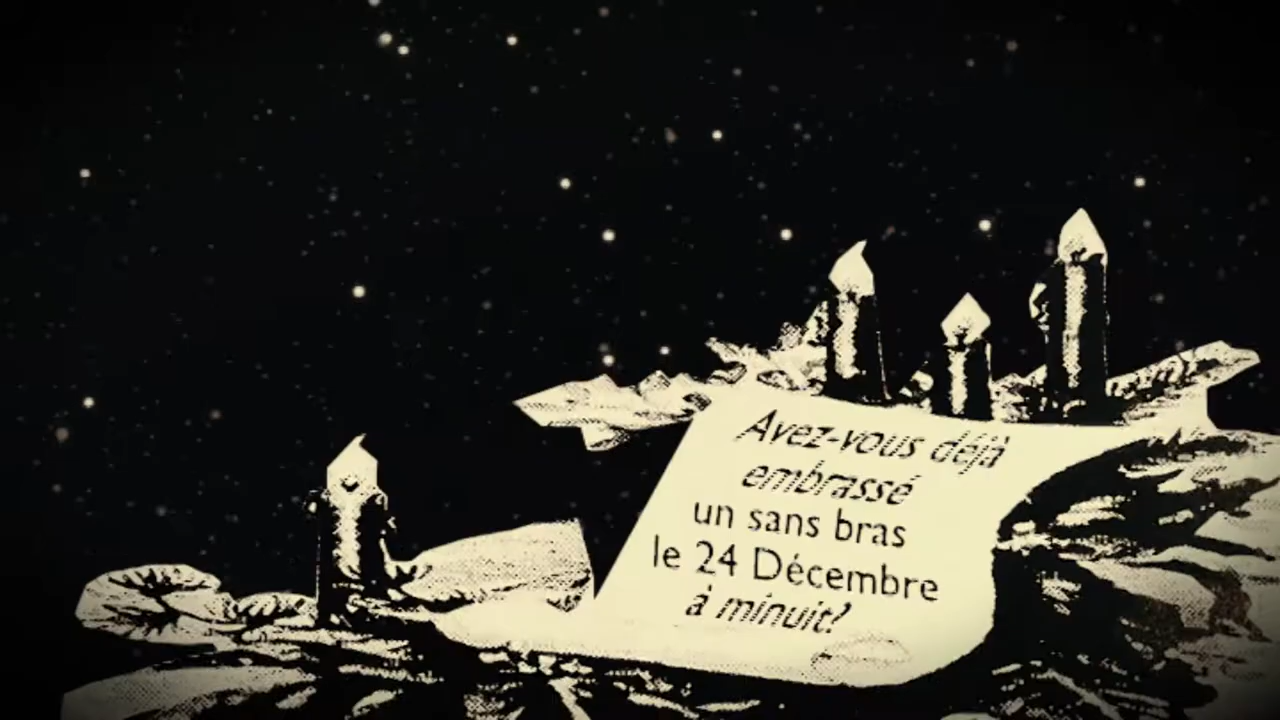 Avez-vous déjà
embrassé
un sans bras
le 24 Décembre
à minuit?